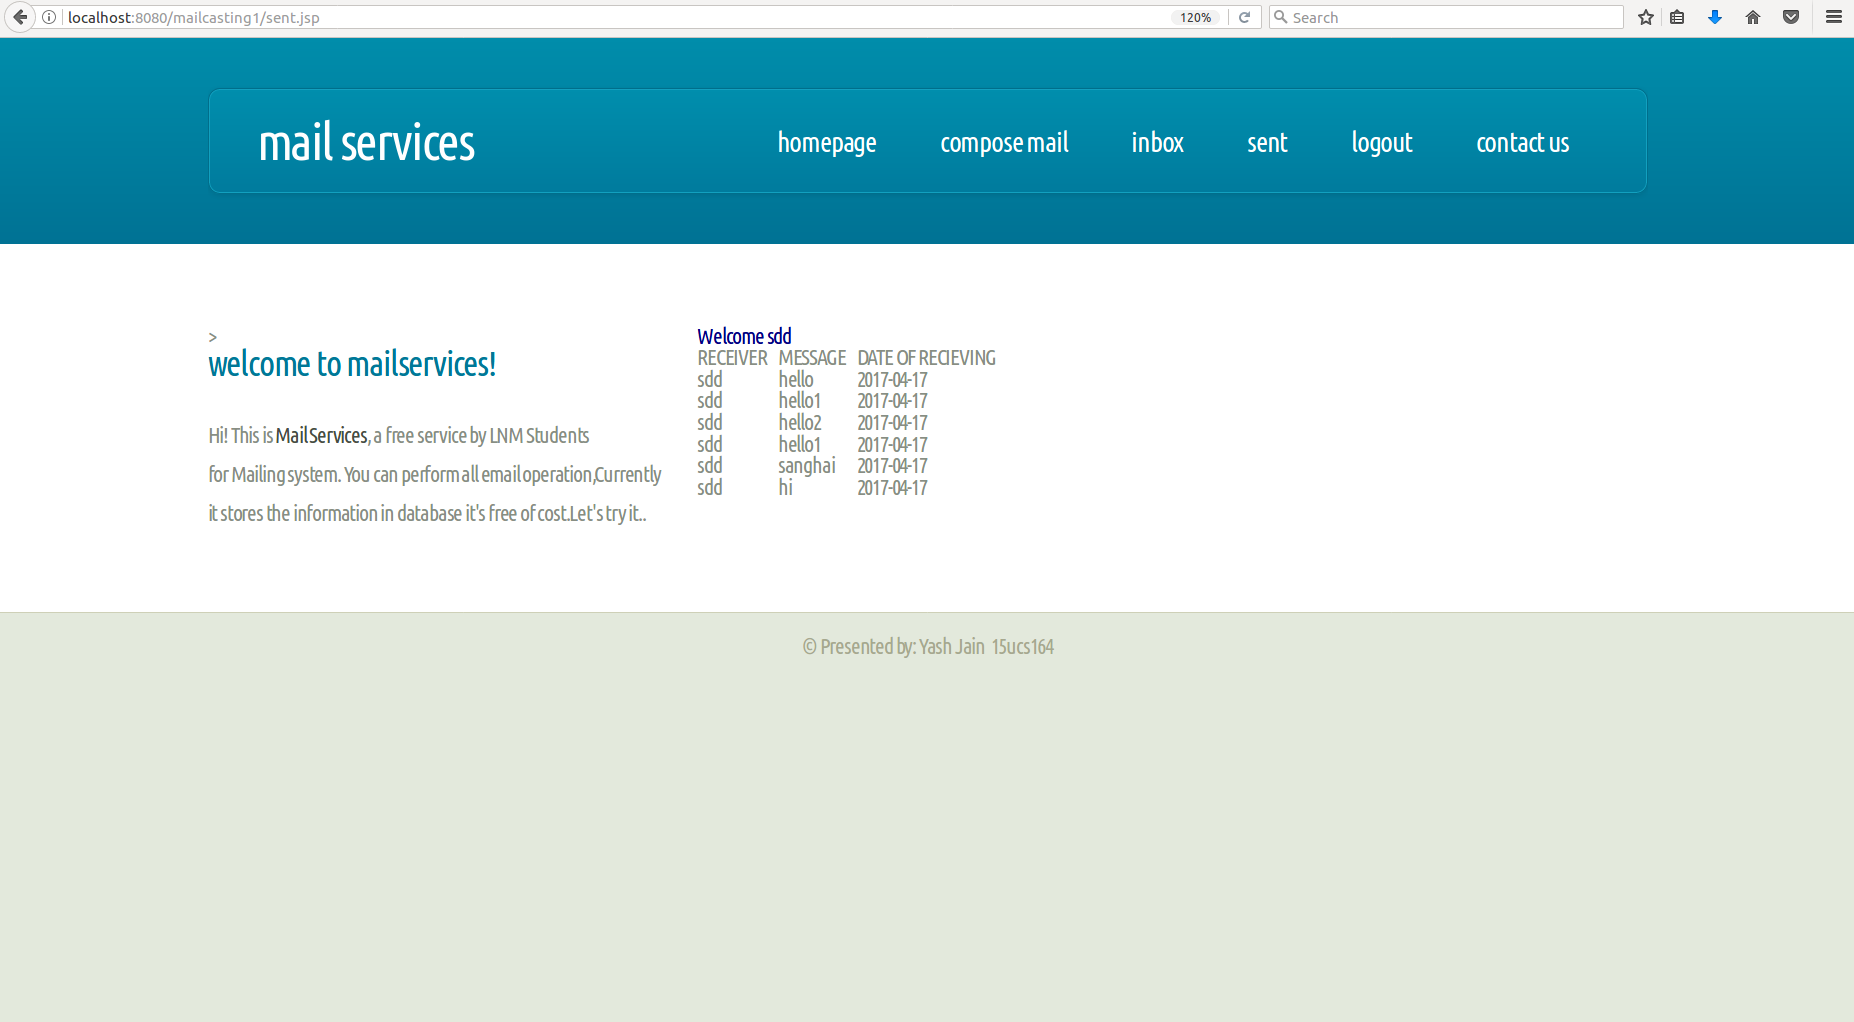 localhost:8080/mailcasting1/sent.jsp 120% Search
mail services homepage compose mail inbox sent logout contact us
>
welcome to mailservices!
Hi! This is MailServices, a free service by LNM Students
for Mailing system. You can perform all email operation,Currently
it stores the information in database it's free of cost.Let's try it..
Welcome sdd
RECEIVER MESSAGE DATE OF RECIEVING
sdd hello 2017-04-17
sdd hello1 2017-04-17
sdd hello2 2017-04-17
sdd hello1 2017-04-17
sdd sanghai 2017-04-17
sdd hi 2017-04-17
© Presented by: Yash Jain 15ucs164